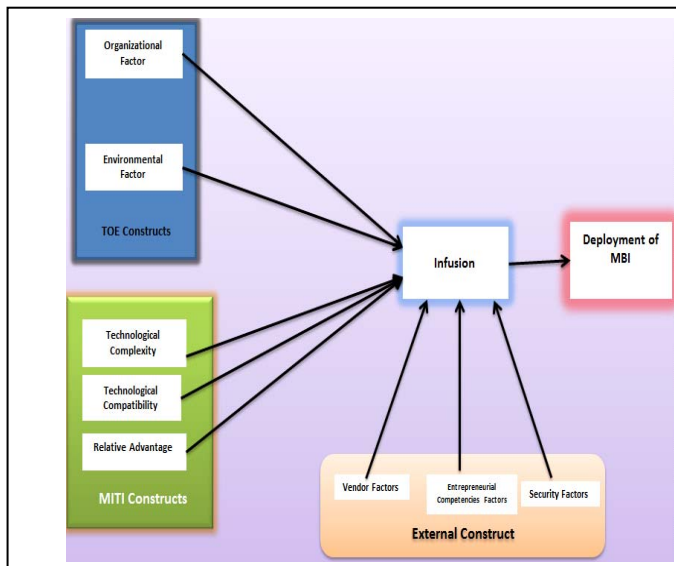 Organizational
Factor
Environmental
Factor
TOE Constructs
Infusion
Deployment of
MBI
Technological
Complexity
Technological
Compatibility
Relative Advantage
MITI Constructs
Vendor Factors
Entrepreneurial
Competencies Factors
Security Factors
External Construct